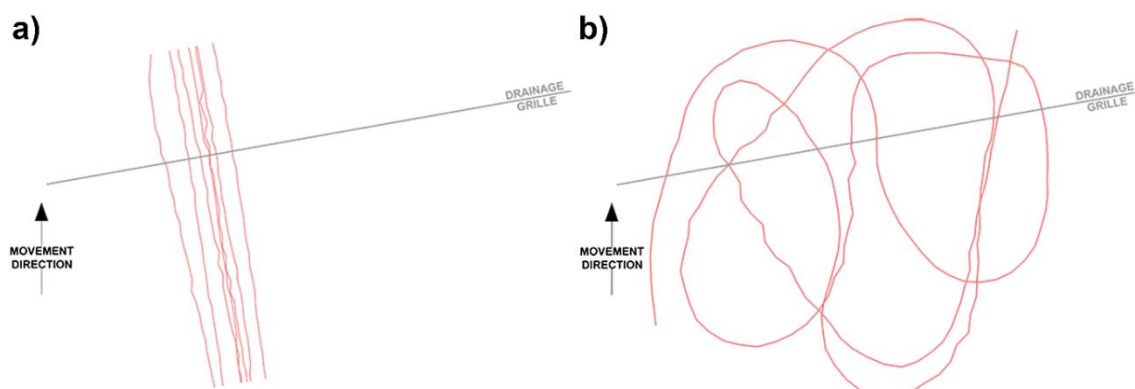 a)
DRAINAGE
GRILLE
MOVEMENT
DIRECTION
b)
DRAINAGE
GRILLE
MOVEMENT
DIRECTION